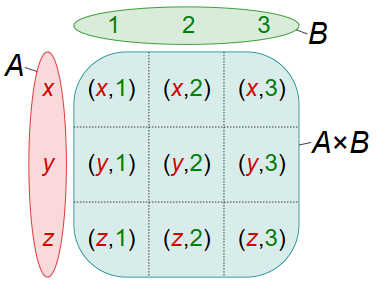 1 2 3 B
A
x (x,1) (x,2) (x,3)
y (y,1) (y,2) (y,3) A×B
z (z,1) (z,2) (z,3)